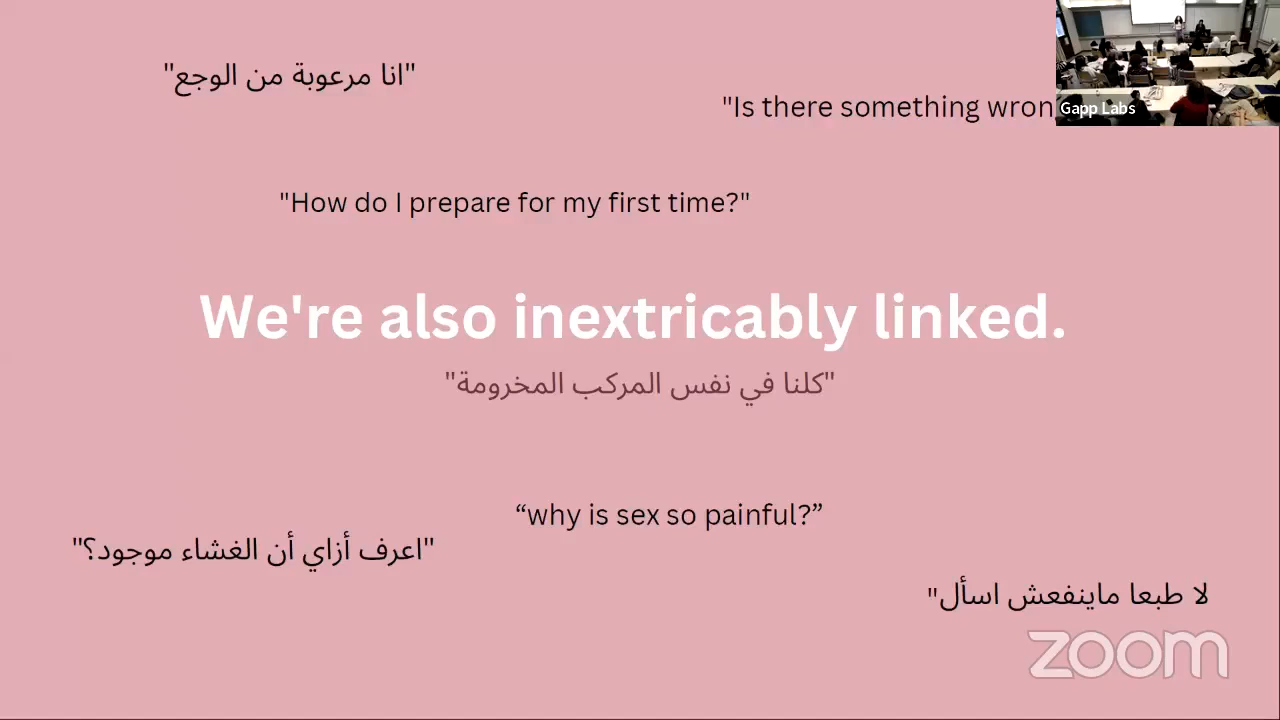 "انا مرعوبة من الوجع"
"Is there something wron
Gapp Labs
"How do I prepare for my first time?"
We're also inextricably linked.
"كلنا في نفس المركب المخرومة"
“why is sex so painful?”
"اعرف أزاي أن الغشاء موجود؟"
لا طبعا ماينفعش اسأل"
zoom